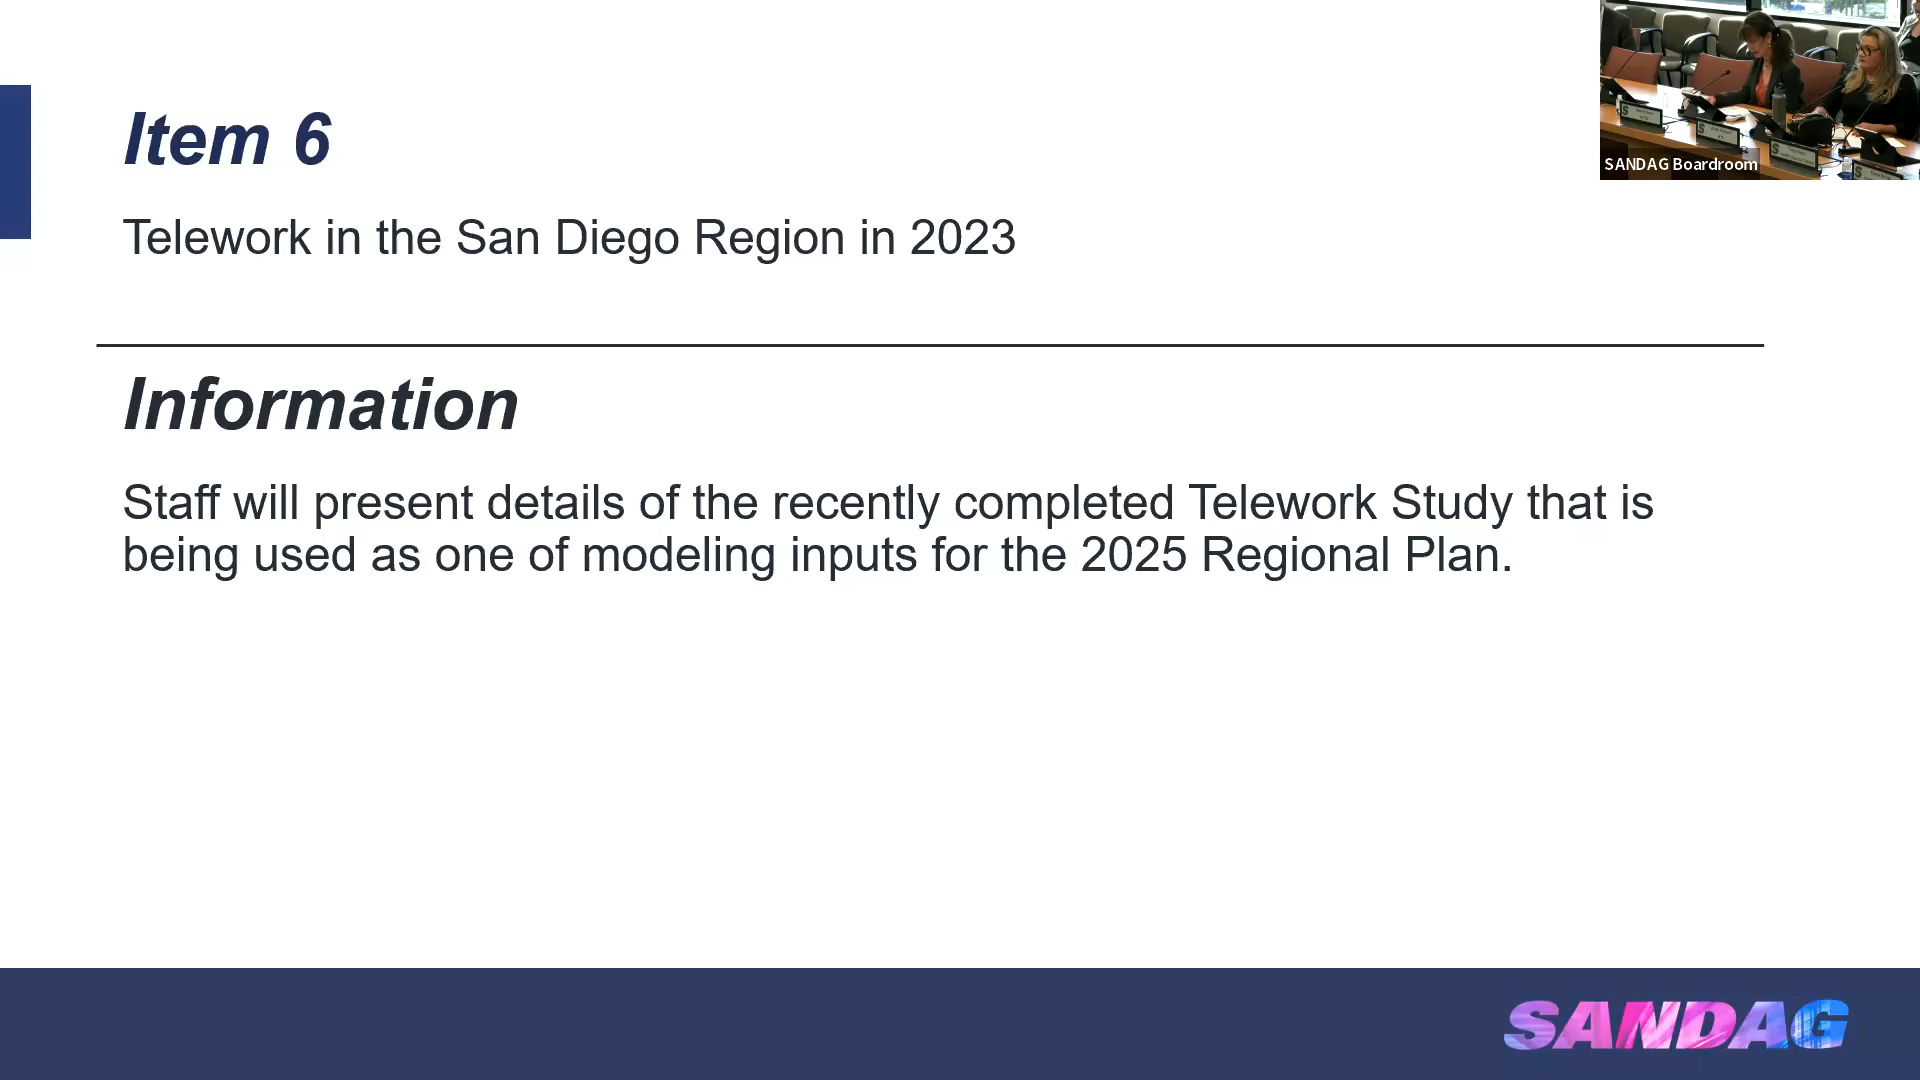 Item 6
Telework in the San Diego Region in 2023
Information
Staff will present details of the recently completed Telework Study that is
being used as one of modeling inputs for the 2025 Regional Plan.
SANDAG Boardroom
SANDAG